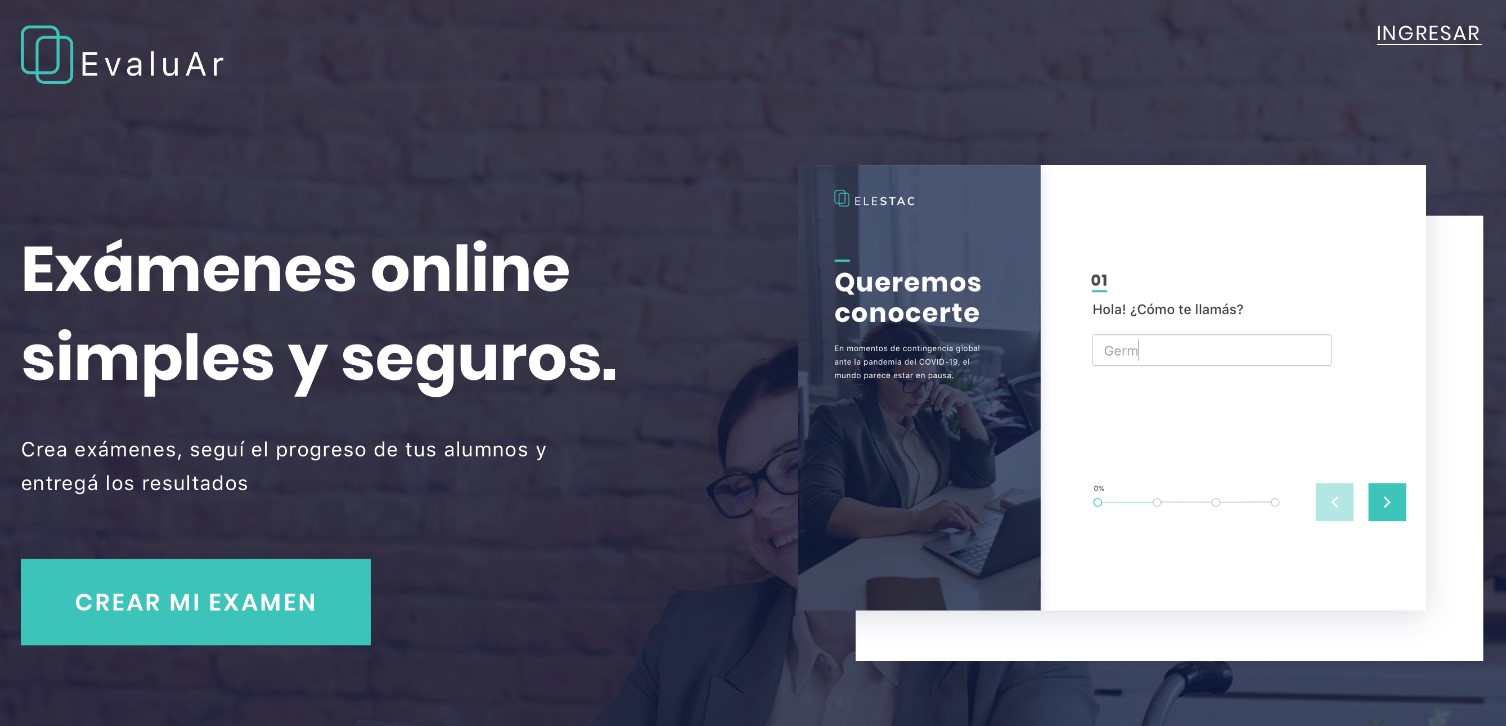 EvaluAr
INGRESAR
Exámenes online
simples y seguros.
Crea exámenes, seguí el progreso de tus alumnos y
entregá los resultados
CREAR MI EXAMEN
ELESTAC
Queremos
conocerte
En momentos de contingencia global
ante la pandemia del COVID-19, el
mundo parece estar en pausa.
01
Hola! ¿Cómo te llamás?
Germ
0%